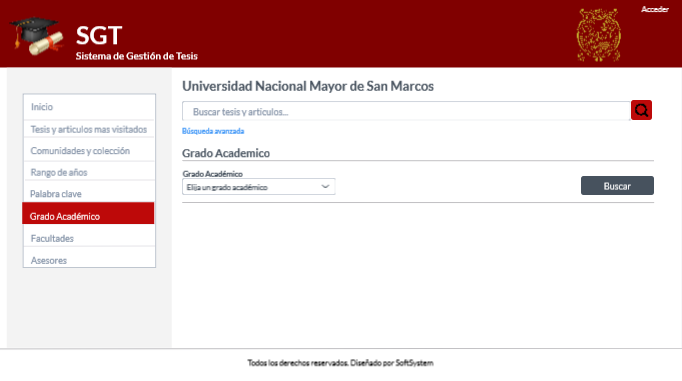 Acceder
SGT
Sistema de Gestión de Tesis
Inicio
Tesis y articulos mas visitados
Comunidades y colección
Rango de años
Palabra clave
Grado Académico
Facultades
Asesores
Universidad Nacional Mayor de San Marcos
Buscar tesis y artículos...
Búsqueda avanzada
Grado Academico
Grado Académico
Elija un grado académico
Buscar
Todos los derechos reservados. Diseñado por SoftSystem